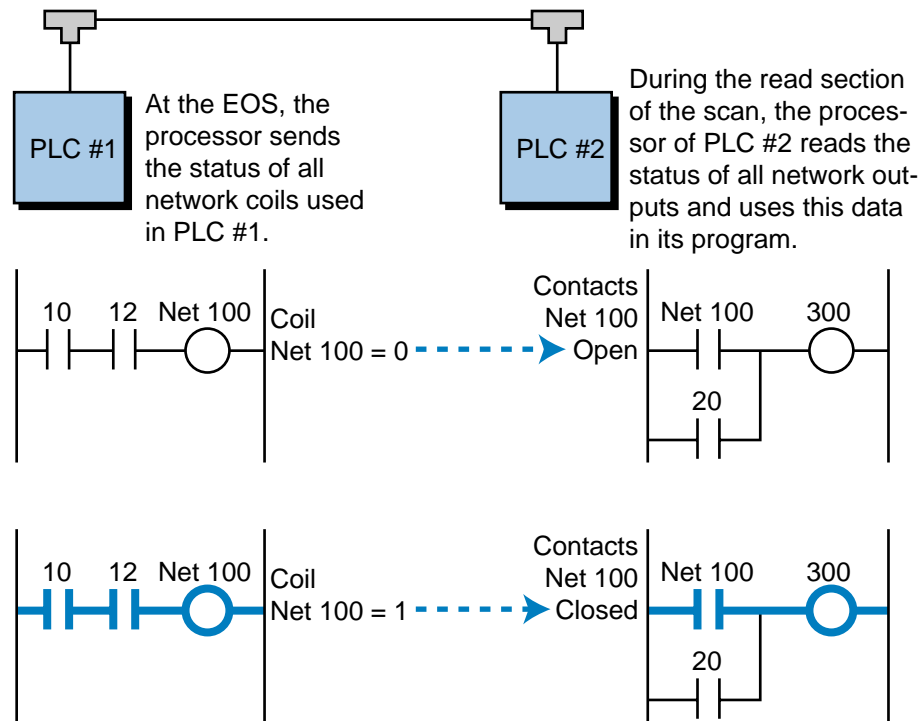 PLC #1
At the EOS, the
processor sends
the status of all
network coils used
in PLC #1.
PLC #2
During the read section
of the scan, the proces-
sor of PLC #2 reads the
status of all network out-
puts and uses this data
in its program.
10 12 Net 100
Coil
Net 100 = 0
Contacts
Net 100
Open
Net 100 300
20
10 12 Net 100
Coil
Net 100 = 1
Contacts
Net 100
Closed
Net 100 300
20